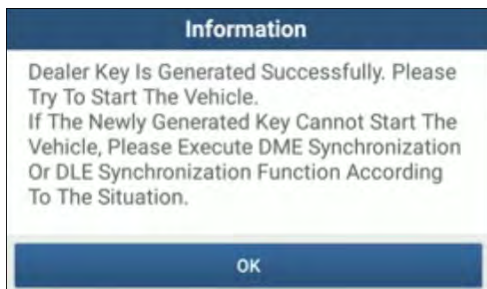 Information
Dealer Key Is Generated Successfully. Please
Try To Start The Vehicle.
If The Newly Generated Key Cannot Start The
Vehicle, Please Execute DME Synchronization
Or DLE Synchronization Function According
To The Situation.
OK